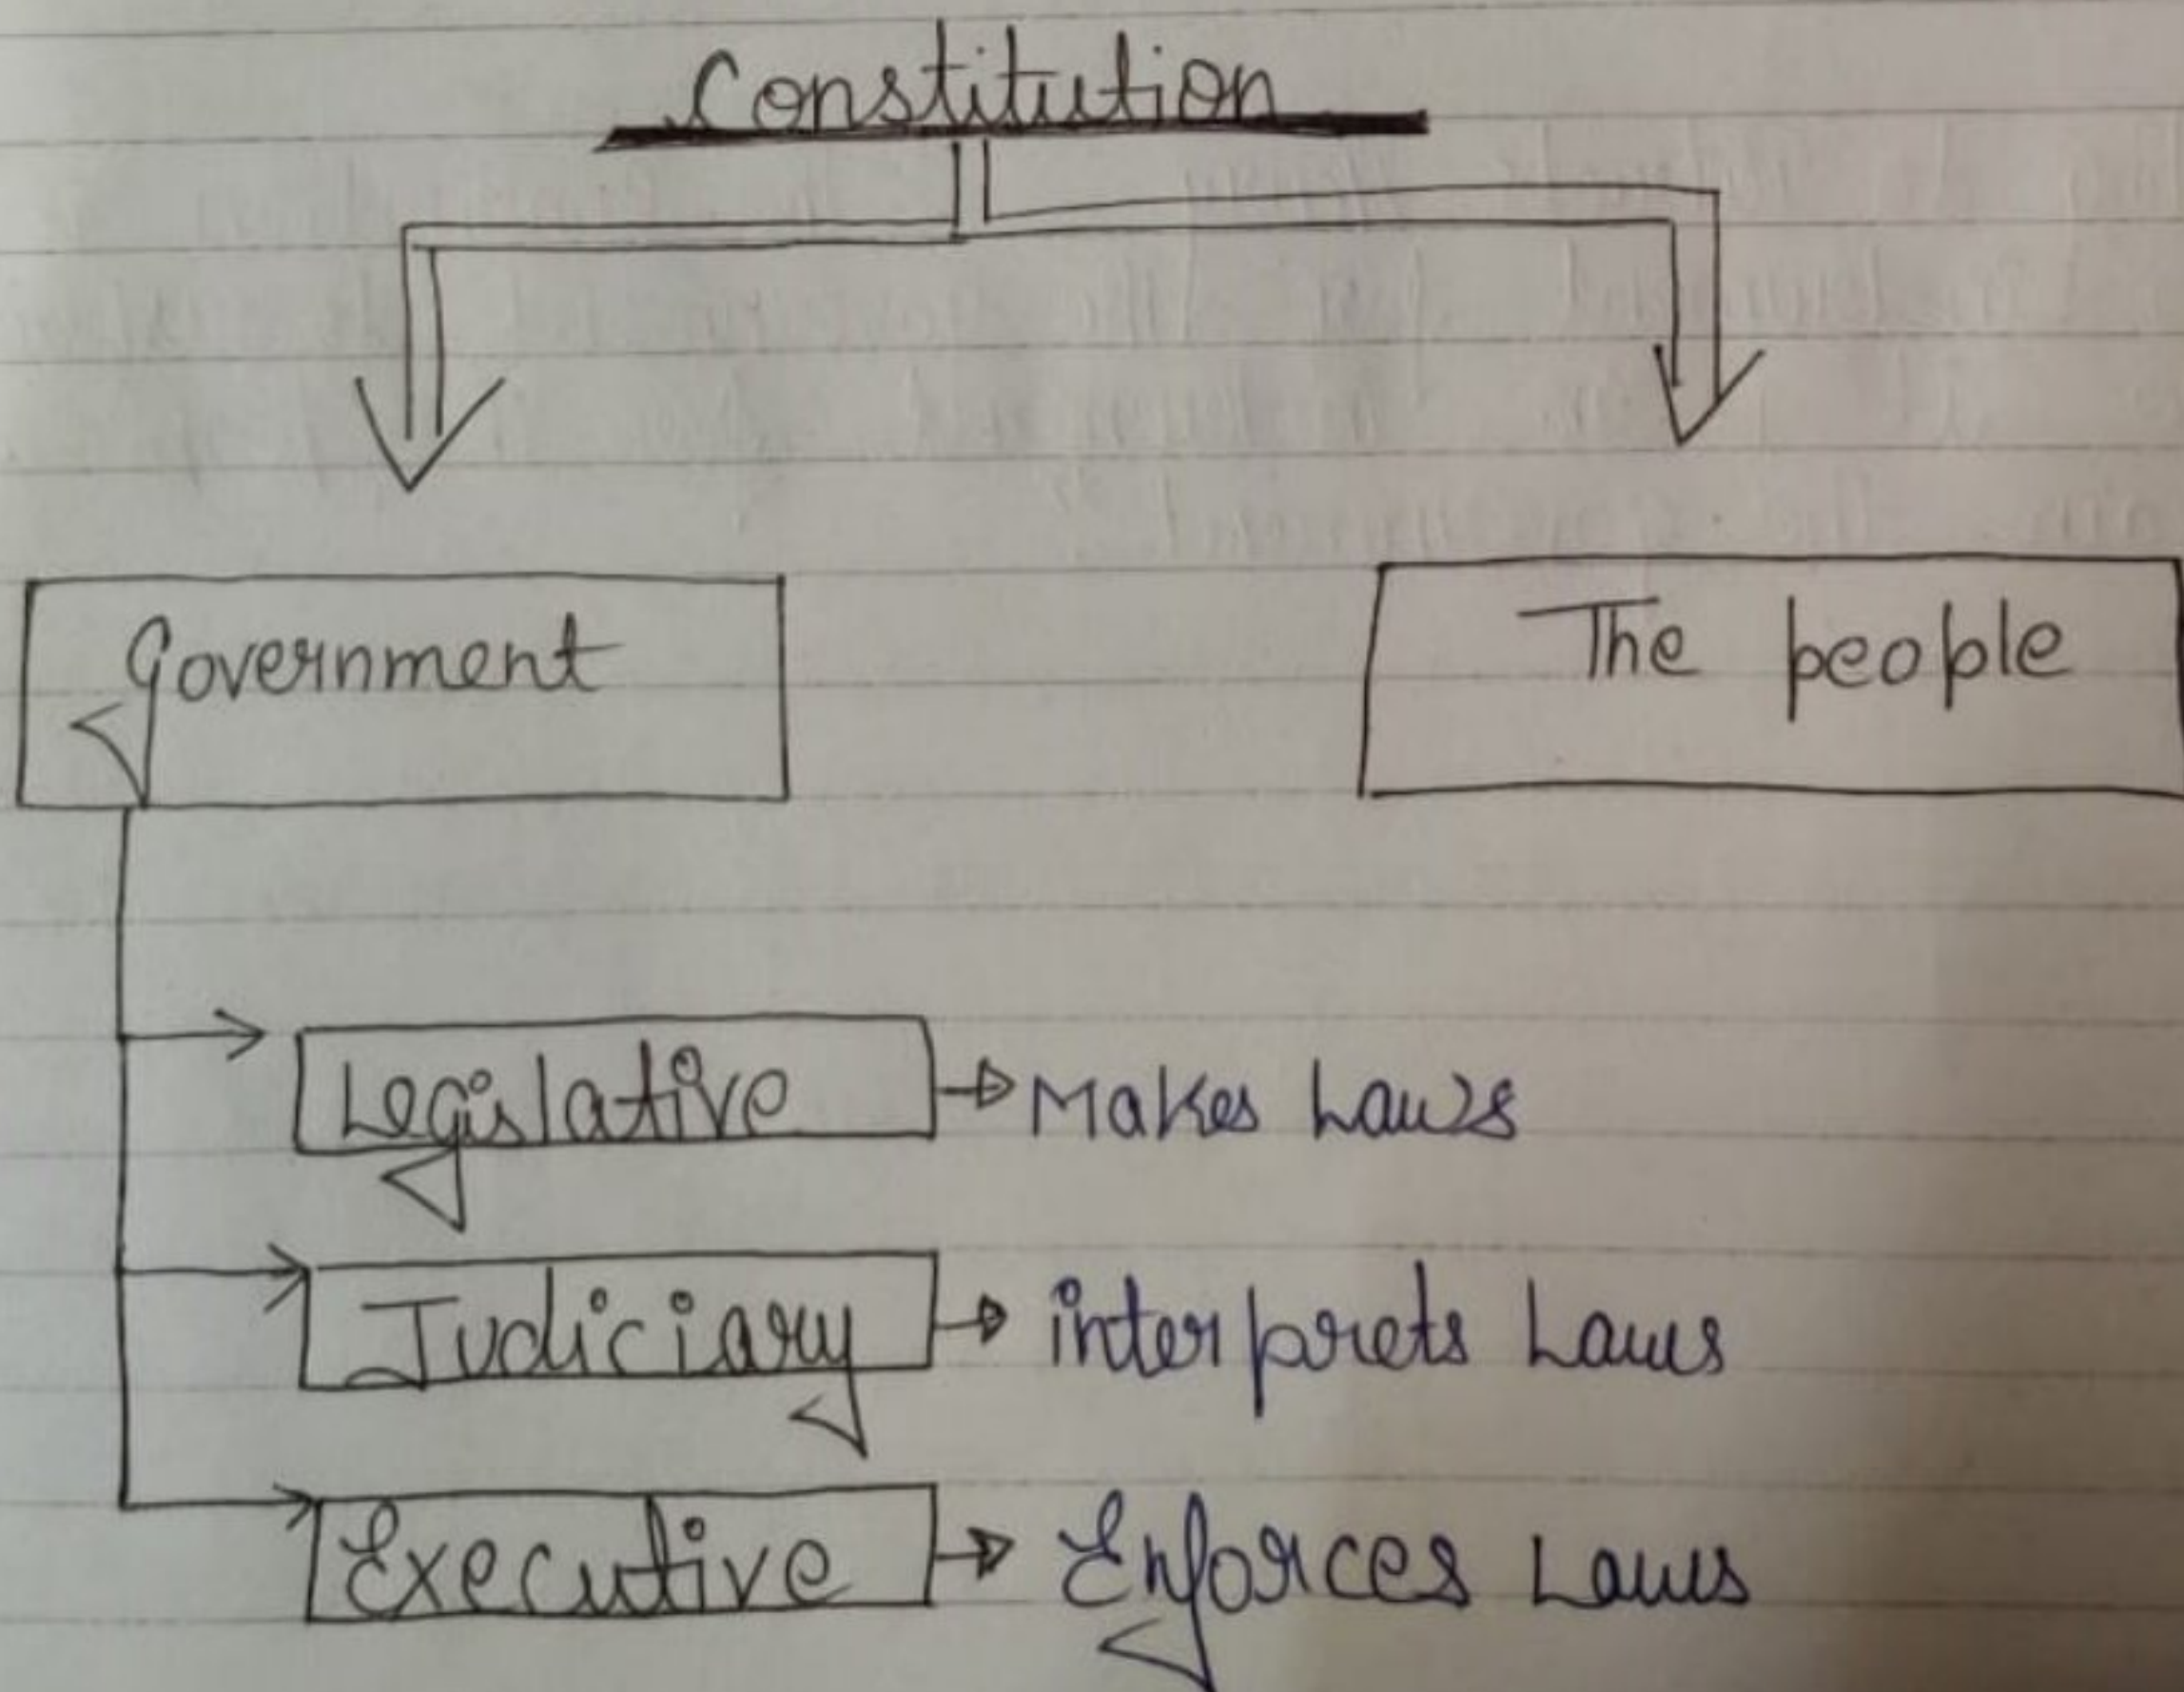 Constitution
Government
The people
Legislative
Makes Laws
Judiciary
interprets Laws
Executive
Enforces Laws